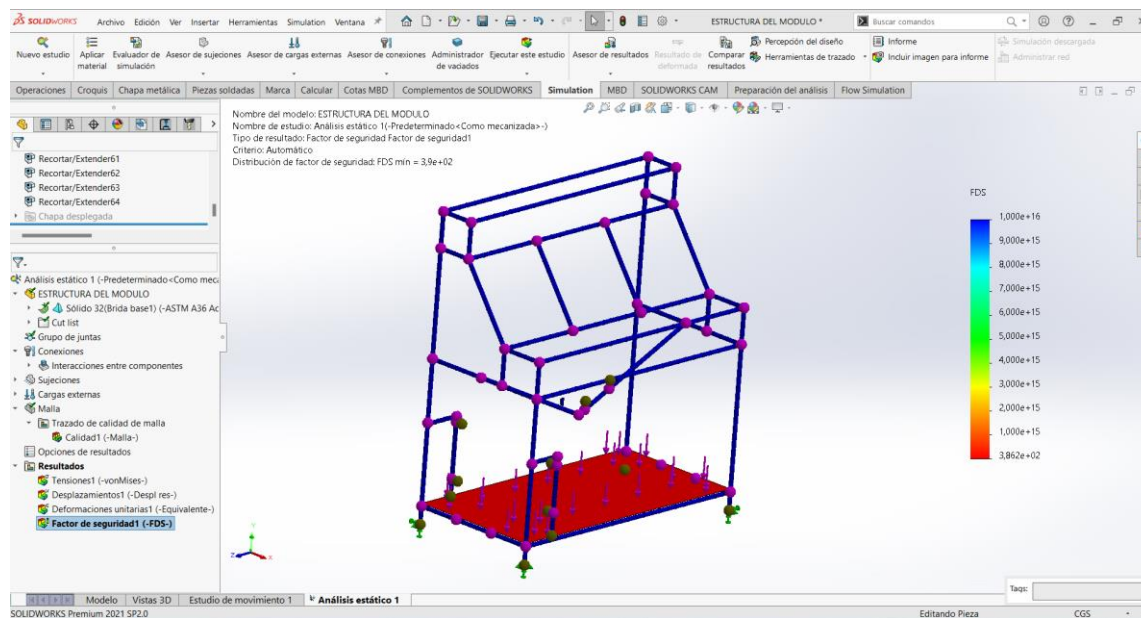 SOLIDWORKS Archivo Edición Ver Insertar Herramientas Simulation Ventana ESTRUCTURA DEL MODULO * Buscar comandos
Nuevo estudio Aplicar material Evaluador de simulación Asesor de sujeciones Asesor de cargas externas Asesor de conexiones Administrador de vaciados Ejecutar este estudio Asesor de resultados Resultado de deformada Comparar resultados
Percepción del diseño Informe Simulación descargada
Herramientas de trazado Incluir imagen para informe Administrar red
Operaciones Croquis Chapa metálica Piezas soldadas Marca Calcular Cotas MBD Complementos de SOLIDWORKS Simulation MBD SOLIDWORKS CAM Preparación del análisis Flow Simulation
Nombre del modelo: ESTRUCTURA DEL MODULO
Nombre de estudio: Análisis estático 1(-Predeterminado<Como mecanizada>-)
Tipo de resultado: Factor de seguridad Factor de seguridad1
Criterio: Automático
Distribución de factor de seguridad: FDS mín = 3,9e+02
Recortar/Extender61
Recortar/Extender62
Recortar/Extender63
Recortar/Extender64
Chapa desplegada
Análisis estático 1 (-Predeterminado<Como meca
ESTRUCTURA DEL MODULO
Sólido 32(Brida base1) (-ASTM A36 Ac
Cut list
Grupo de juntas
Conexiones
Interacciones entre componentes
Sujeciones
Cargas externas
Malla
Trazado de calidad de malla
Calidad1 (-Malla-)
Opciones de resultados
Resultados
Tensiones1 (-vonMises-)
Desplazamientos1 (-Despl res-)
Deformaciones unitarias1 (-Equivalente-)
Factor de seguridad1 (-FDS-)
FDS
1,000e+16
9,000e+15
8,000e+15
7,000e+15
6,000e+15
5,000e+15
4,000e+15
3,000e+15
2,000e+15
1,000e+15
3,862e+02
Y
Z X
Tags:
Modelo Vistas 3D Estudio de movimiento 1 Análisis estático 1
SOLIDWORKS Premium 2021 SP2.0 Editando Pieza CGS